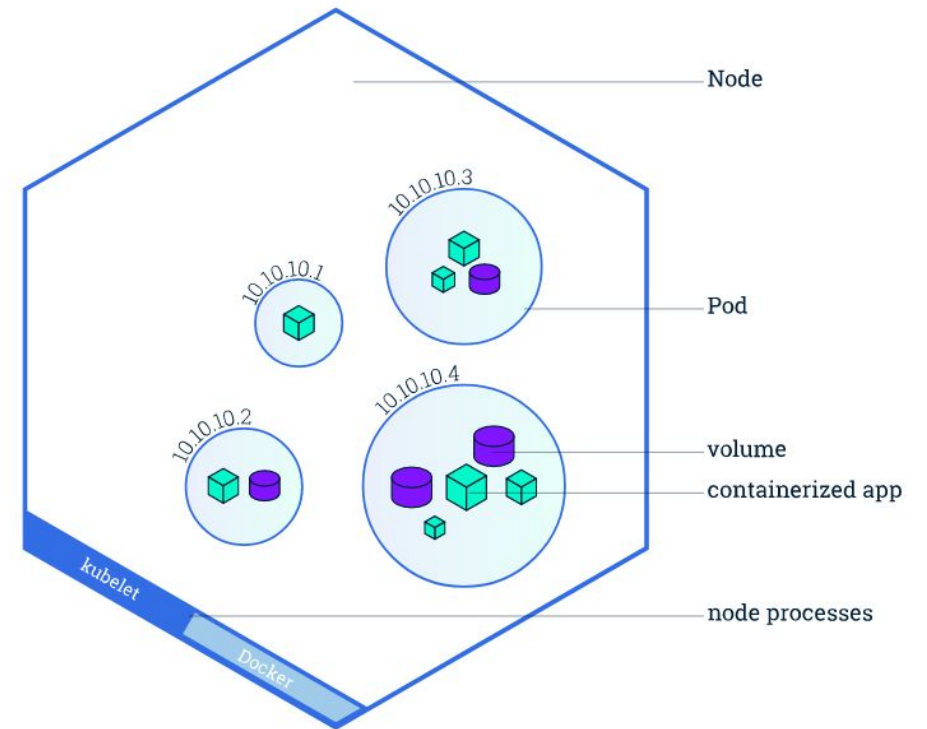 Node
10.10.10.3
10.10.10.1
Pod
10.10.10.4
10.10.10.2
volume
containerized app
kubelet
node processes
Docker